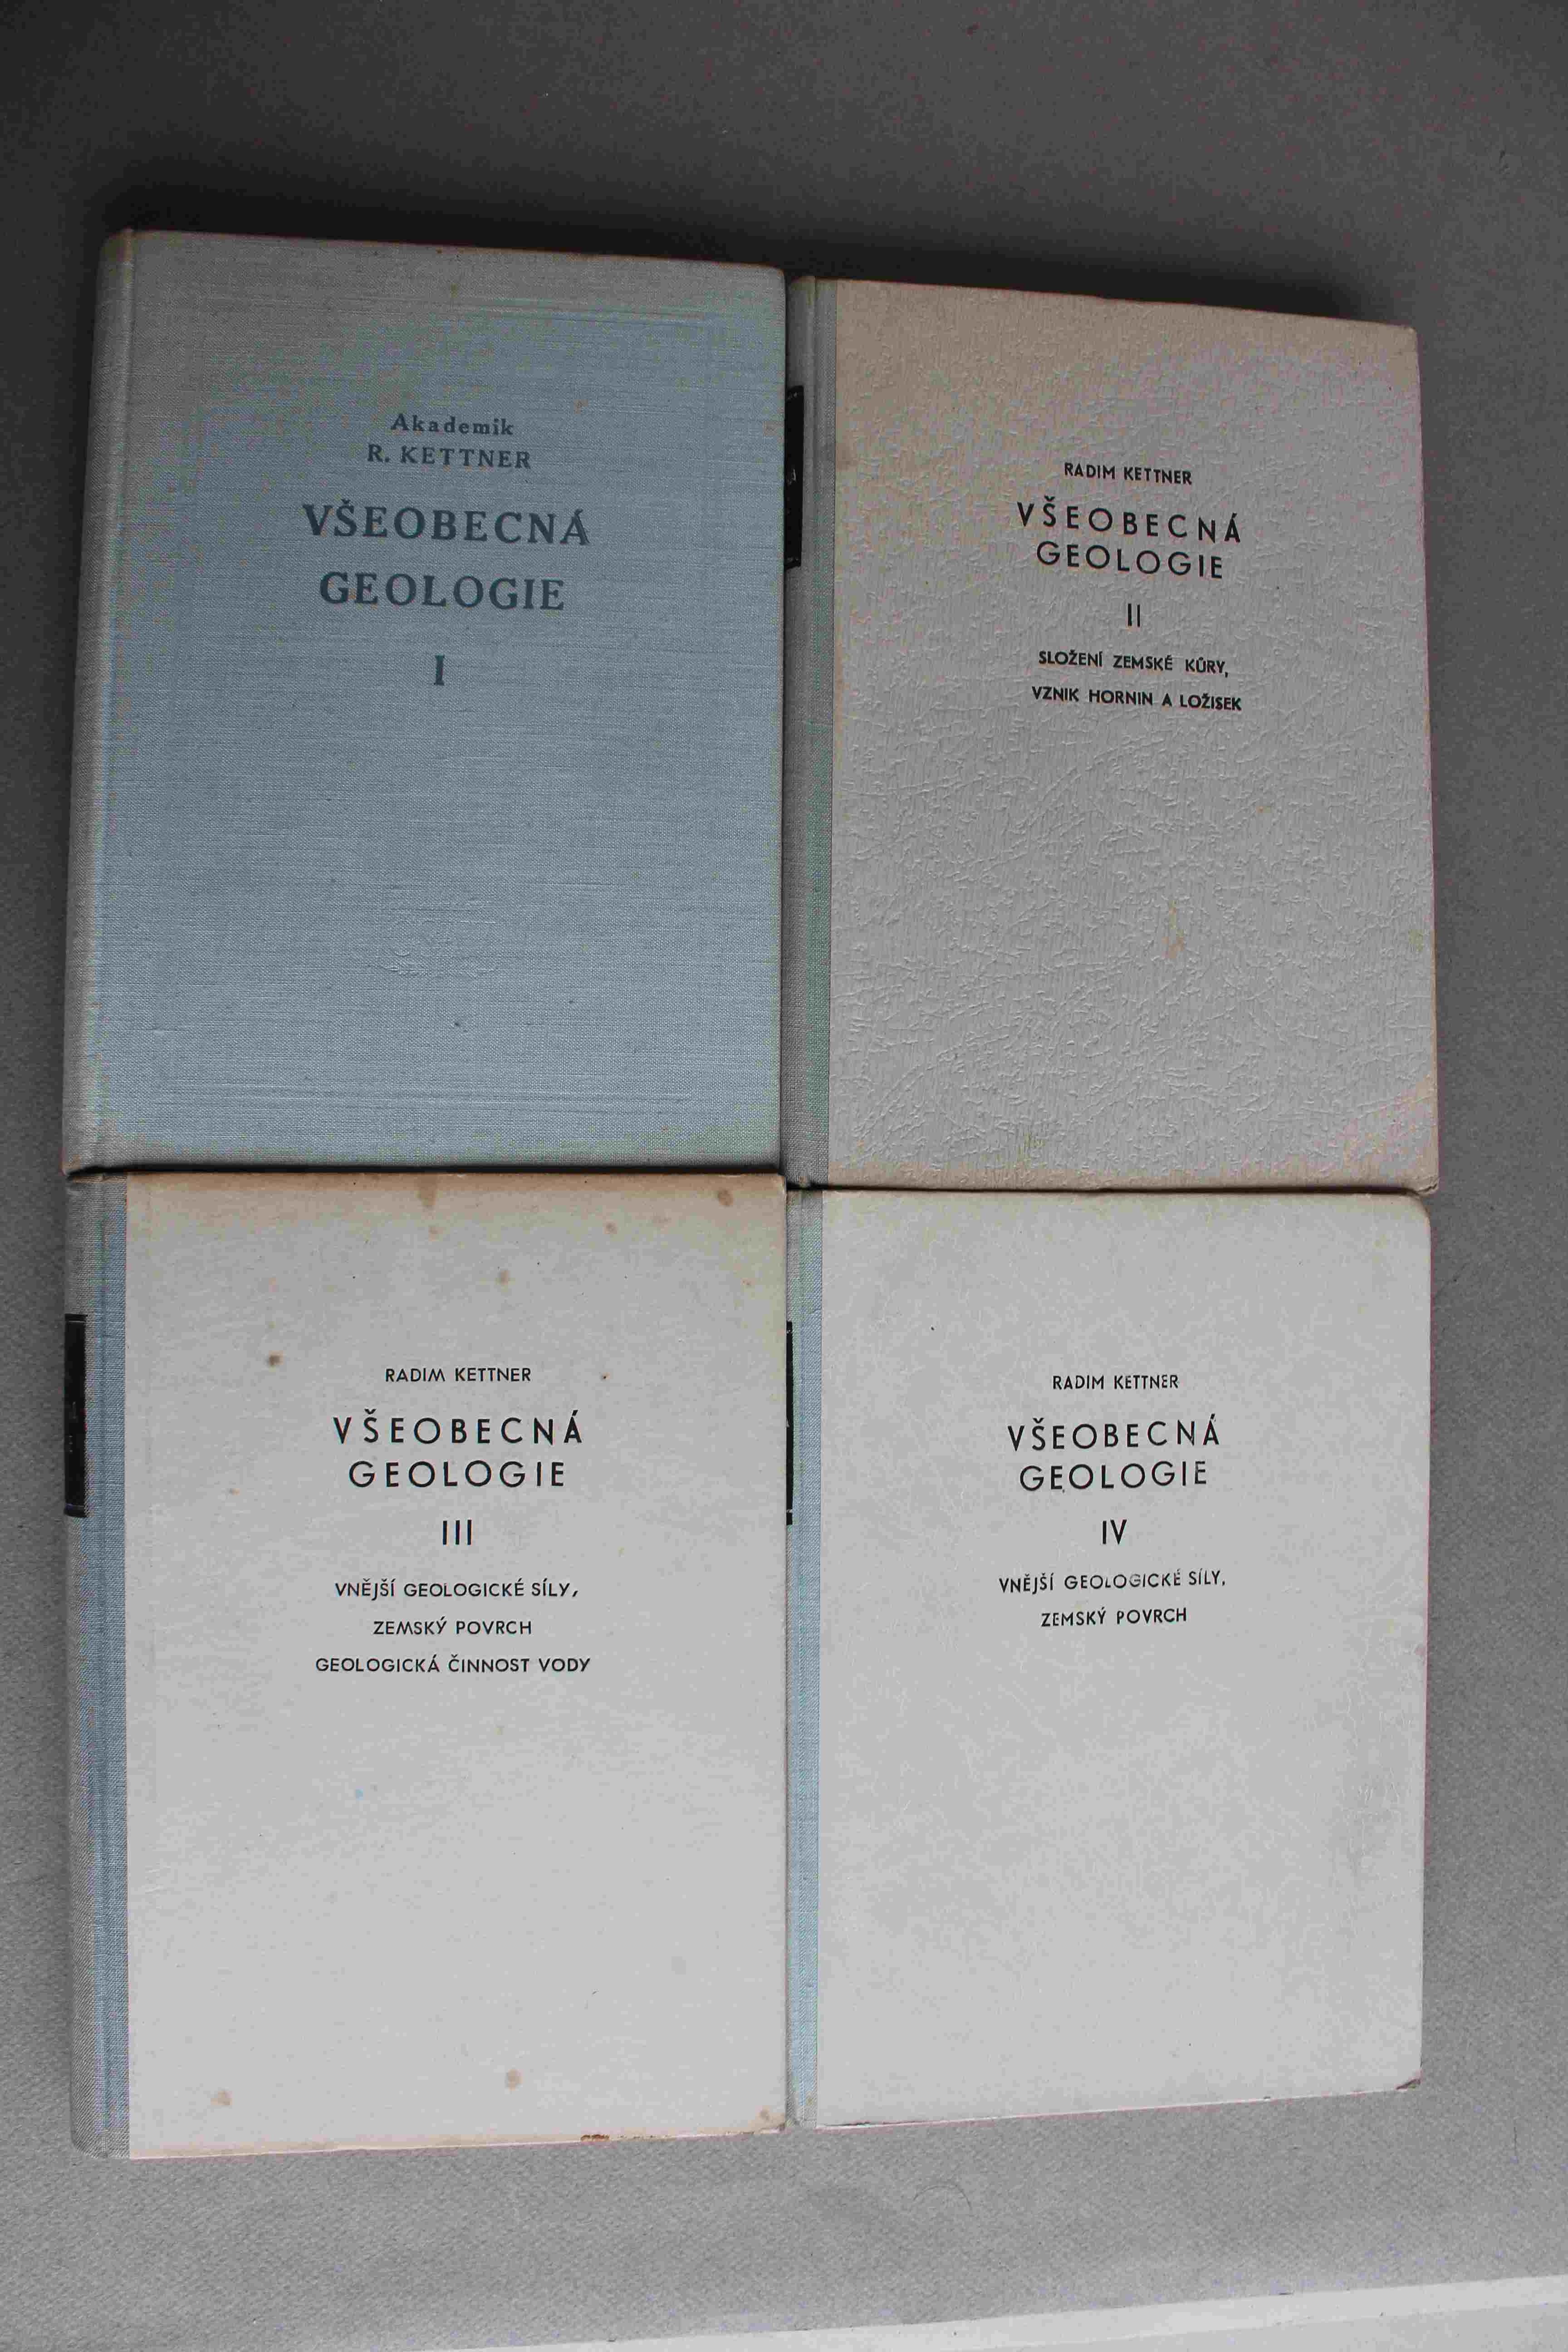 Akademik
R. KETTNER
VŠEOBECNÁ
GEOLOGIE
I
RADIM KETTNER
VŠEOBECNÁ
GEOLOGIE
II
SLOŽENÍ ZEMSKÉ KŮRY,
VZNIK HORNIN A LOŽISEK
RADIM KETTNER
VŠEOBECNÁ
GEOLOGIE
III
VNĚJŠÍ GEOLOGICKÉ SÍLY,
ZEMSKÝ POVRCH
GEOLOGICKÁ ČINNOST VODY
RADIM KETTNER
VŠEOBECNÁ
GEOLOGIE
IV
VNĚJŠÍ GEOLOGICKÉ SÍLY,
ZEMSKÝ POVRCH